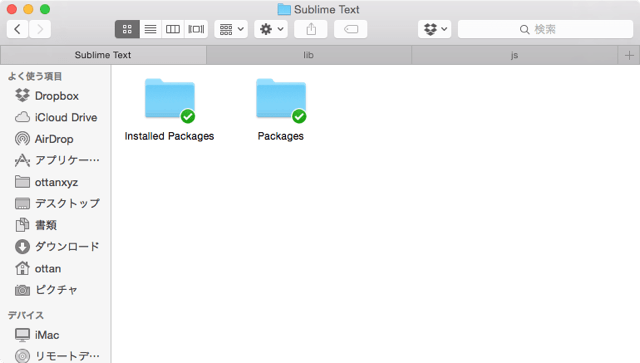 Sublime Text
検索
Sublime Text
lib
js
よく使う項目
Dropbox
iCloud Drive
AirDrop
アプリケー…
ottanxyz
デスクトップ
書類
ダウンロード
ottan
ピクチャ
デバイス
iMac
リモートデ…
Installed Packages
Packages